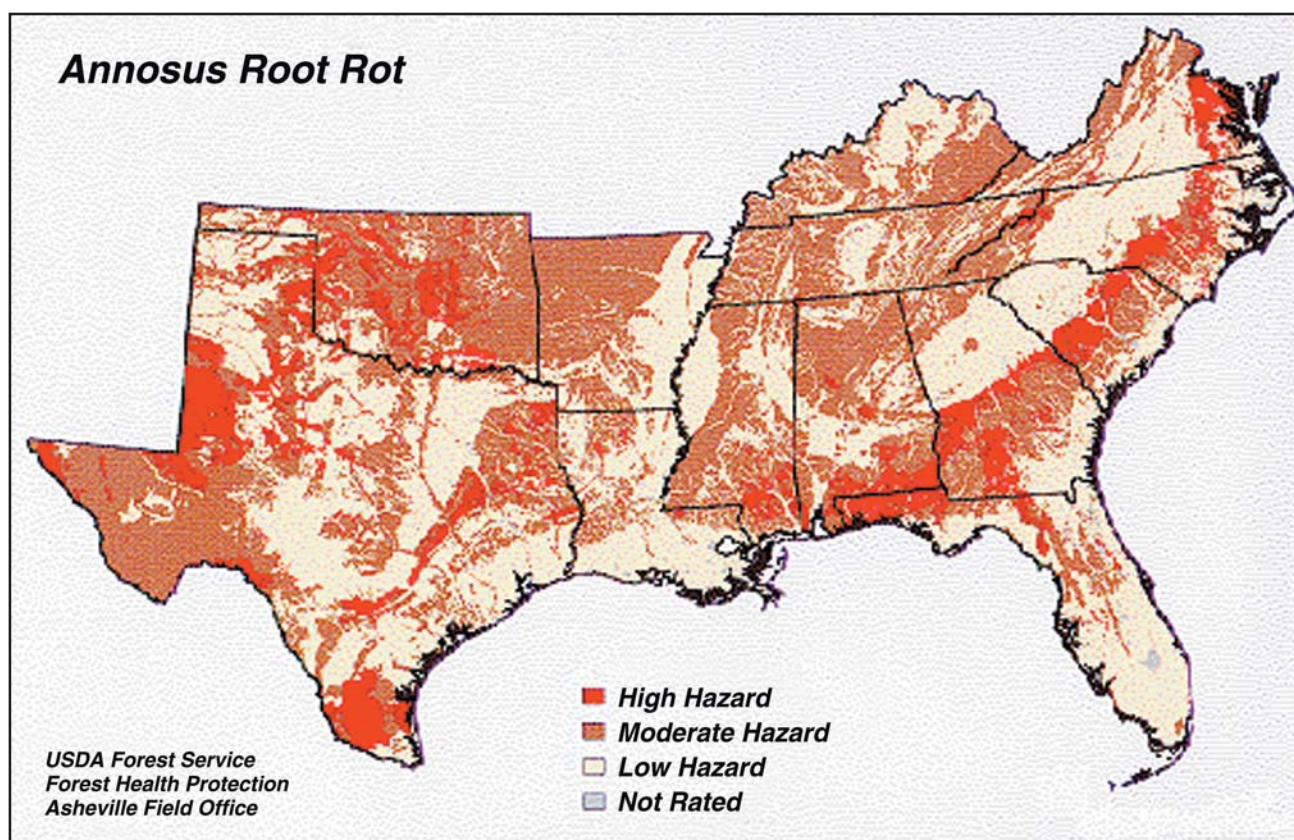 Annosus Root Rot
High Hazard
Moderate Hazard
Low Hazard
Not Rated
USDA Forest Service
Forest Health Protection
Asheville Field Office